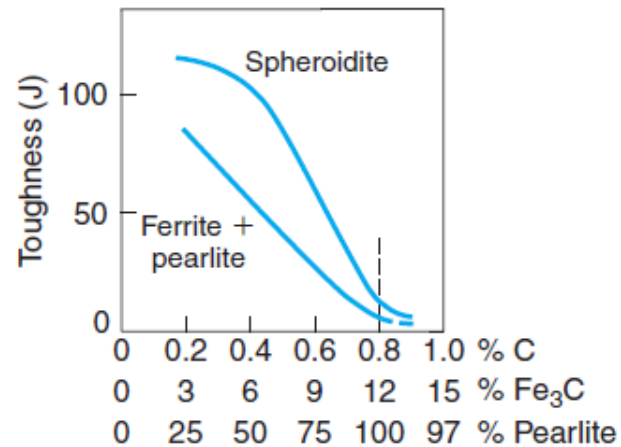 Toughness (J)
100
50
0
Spheroidite
Ferrite +
pearlite
0 0.2 0.4 0.6 0.8 1.0 % C
0 3 6 9 12 15 % Fe₃C
0 25 50 75 100 97 % Pearlite